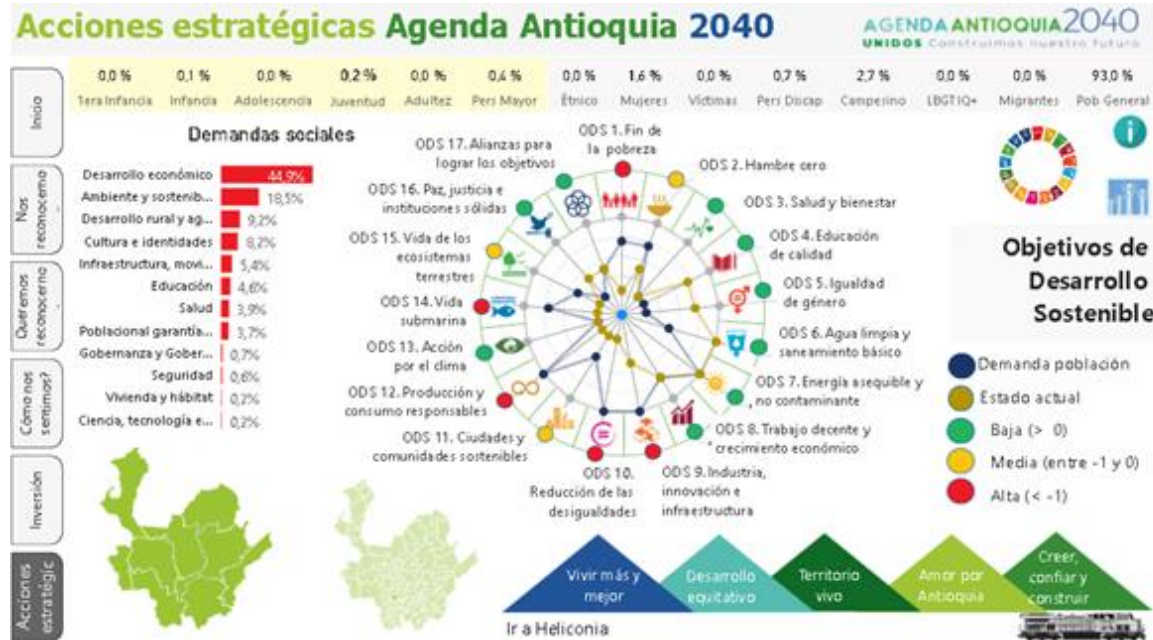 Acciones estratégicas Agenda Antioquia 2040
AGENDA ANTIOQUIA 2040
UNIDOS Construimos nuestro futuro
0,0 % 0,1 % 0,0 % 0,2 % 0,0 % 0,4 % 0,0 % 1,6 % 0,0 % 0,7 % 2,7% 0,0 % 0,0 % 93,0 %
1era Infancia Infancia Adolescencia Juventud Adultez Pers Mayor Étnico Mujeres Víctimas Pers Discap Campesino LBGTIQ+ Migrantes Pob General
Inicio
Nos
reconocemo
Queremos
reconocerno
Cómo nos
sentimos?
Inversión
Acciones
estratégic
Demandas sociales
Desarrollo económico 44,9%
Ambiente y sostenib... 18,5%
Desarrollo rural y ag... 9,2%
Cultura e identidades 8,2%
Infraestructura, movi... 5,4%
Educación 4,6%
Salud 3,9%
Poblacional garantía... 3,7%
Gobernanza y Gober... 0,7%
Seguridad 0,6%
Vivienda y hábitat 0,2%
Ciencia, tecnología e... 0,2%
ODS 1. Fin de
la pobreza
ODS 2. Hambre cero
ODS 3. Salud y bienestar
ODS 4. Educación
de calidad
ODS 5. Igualdad
de género
ODS 6. Agua limpia y
saneamiento básico
ODS 7. Energía asequible y
no contaminante
ODS 8. Trabajo decente y
crecimiento económico
ODS 9. Industria,
innovación e
infraestructura
ODS 10.
Reducción de las
desigualdades
ODS 11. Ciudades y
comunidades sostenibles
ODS 12. Producción y
consumo responsables
ODS 13. Acción
por el clima
ODS 14. Vida
submarina
ODS 15. Vida de los
ecosistemas
terrestres
ODS 16. Paz, justicia e
instituciones sólidas
ODS 17. Alianzas para
lograr los objetivos
Objetivos de
Desarrollo
Sostenible
Demanda población
Estado actual
Baja (> 0)
Media (entre -1 y 0)
Alta (< -1)
Vivir más y
mejor
Desarrollo
equitativo
Territorio
vivo
Amor por
Antioquia
Creer,
confiar y
construir
Ir a Heliconia